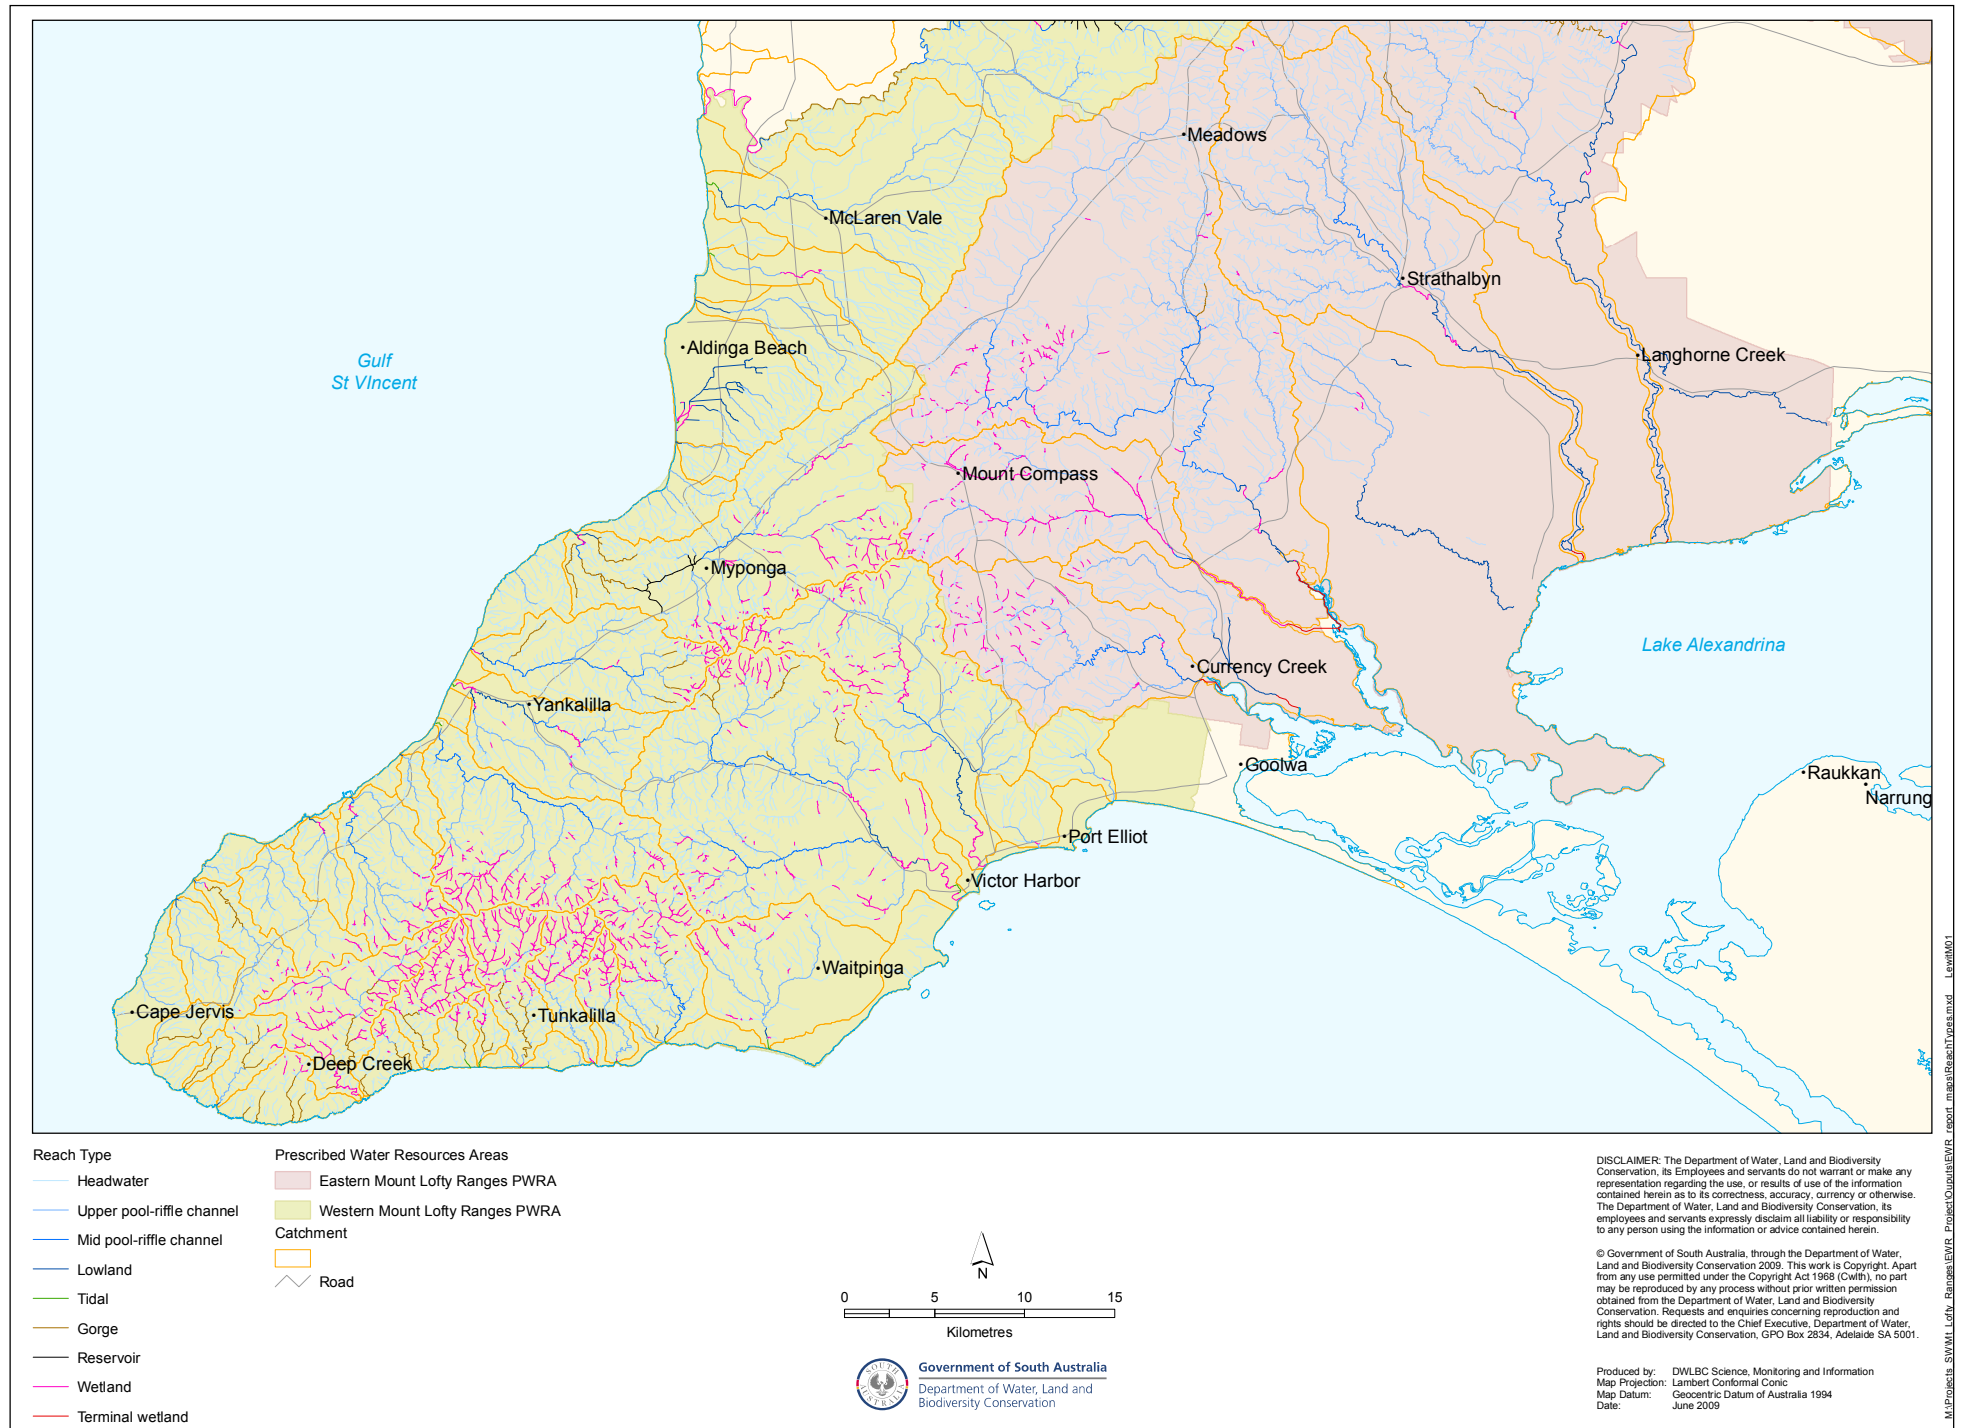 Meadows
McLaren Vale
Strathalbyn
Aldinga Beach
Langhorne Creek
Gulf
St VIncent
Mount Compass
Myponga
Lake Alexandrina
Currency Creek
Yankalilla
Goolwa
Raukkan
Narrung
Port Elliot
Victor Harbor
Waitpinga
Cape Jervis
Tunkalilla
Deep Creek
Reach Type
Headwater
Upper pool-riffle channel
Mid pool-riffle channel
Lowland
Tidal
Gorge
Reservoir
Wetland
Terminal wetland
Prescribed Water Resources Areas
Eastern Mount Lofty Ranges PWRA
Western Mount Lofty Ranges PWRA
Catchment
Road
N
0 5 10 15
Kilometres
SOUTH AUSTRALIA
Government of South Australia
Department of Water, Land and
Biodiversity Conservation
DISCLAIMER: The Department of Water, Land and Biodiversity
Conservation, its Employees and servants do not warrant or make any
representation regarding the use, or results of use of the information
contained herein as to its correctness, accuracy, currency or otherwise.
The Department of Water, Land and Biodiversity Conservation, its
employees and servants expressly disclaim all liability or responsibility
to any person using the information or advice contained herein.
© Government of South Australia, through the Department of Water,
Land and Biodiversity Conservation 2009. This work is Copyright. Apart
from any use permitted under the Copyright Act 1968 (Cwlth), no part
may be reproduced by any process without prior written permission
obtained from the Department of Water, Land and Biodiversity
Conservation. Requests and enquiries concerning reproduction and
rights should be directed to the Chief Executive, Department of Water,
Land and Biodiversity Conservation, GPO Box 2834, Adelaide SA 5001.
Produced by: DWLBC Science, Monitoring and Information
Map Projection: Lambert Conformal Conic
Map Datum: Geocentric Datum of Australia 1994
Date: June 2009
M:\Projects_SW\Mt_Lofty_Ranges\EWR_Project\Ouputs\EWR_report_maps\ReachTypes.mxd LewitM01